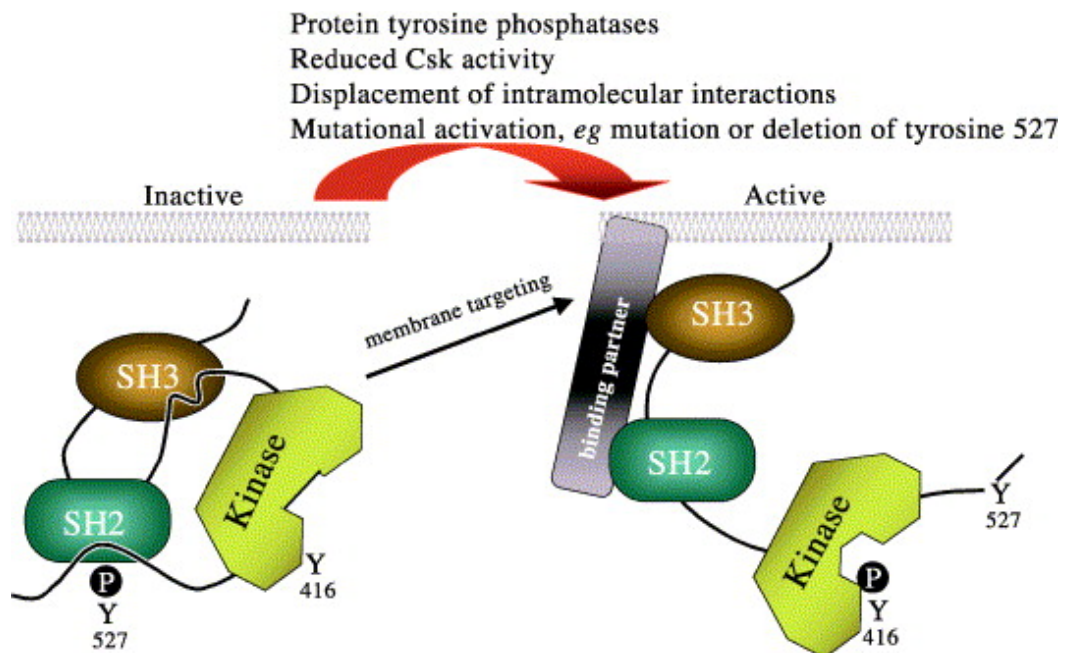 Protein tyrosine phosphatases
Reduced Csk activity
Displacement of intramolecular interactions
Mutational activation, eg mutation or deletion of tyrosine 527
Inactive
Active
membrane targeting
binding partner
SH3
SH2
Kinase
P
Y
527
Y
416
SH3
SH2
Kinase
P
Y
416
Y
527